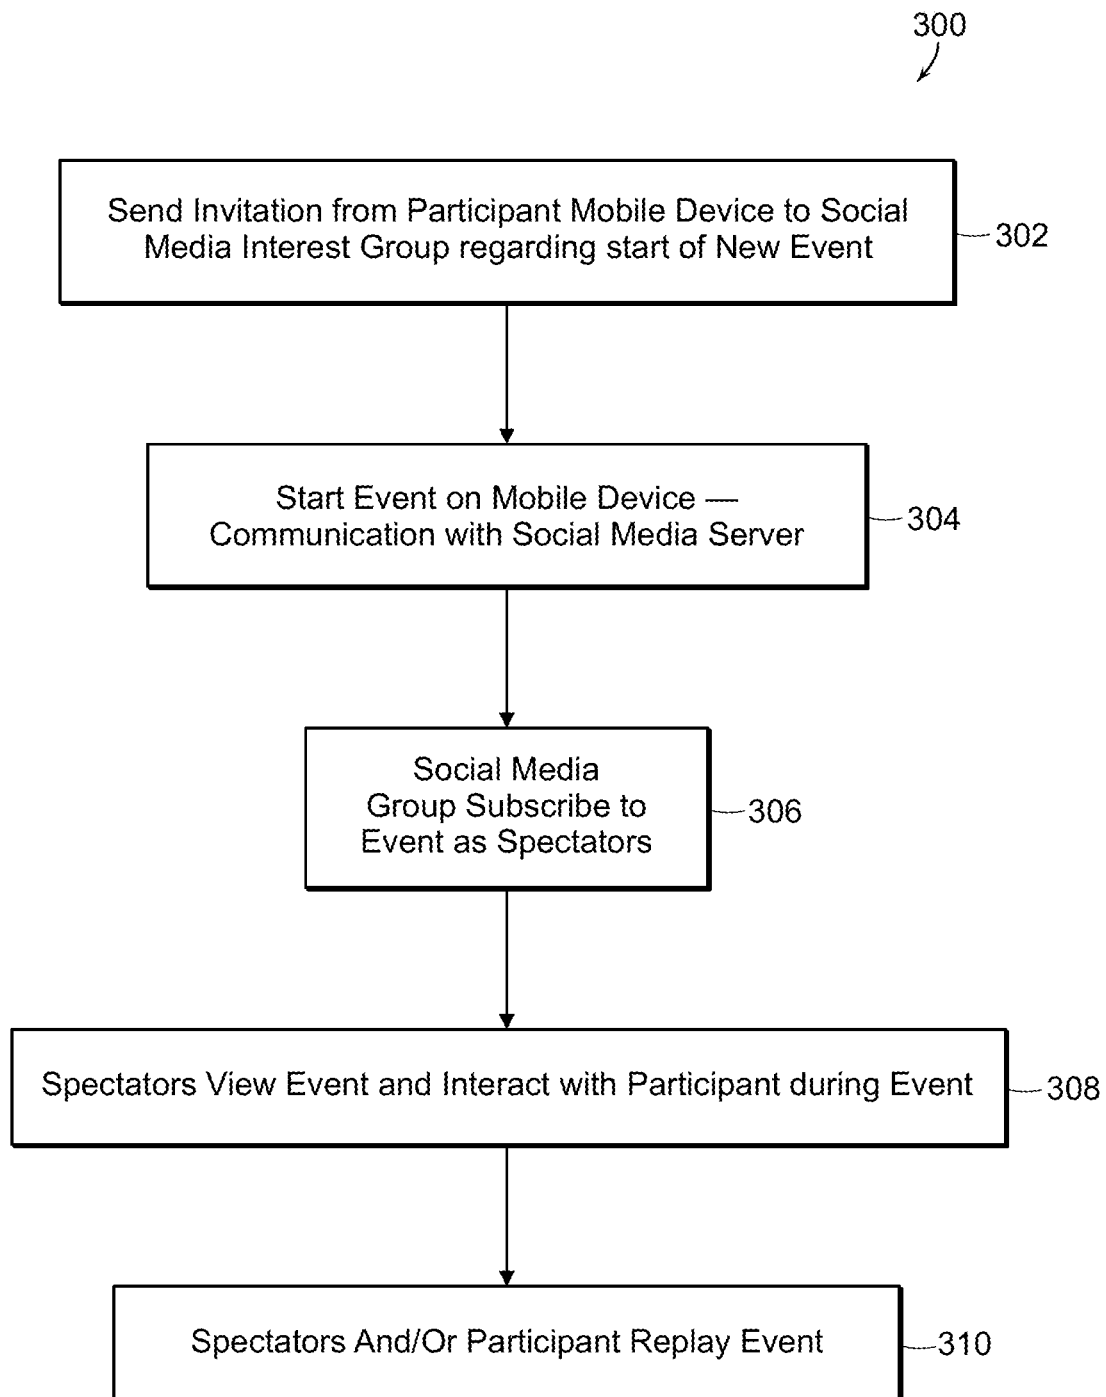 300
Send Invitation from Participant Mobile Device to Social
Media Interest Group regarding start of New Event
302
Start Event on Mobile Device —
Communication with Social Media Server
304
Social Media
Group Subscribe to
Event as Spectators
306
Spectators View Event and Interact with Participant during Event
308
Spectators And/Or Participant Replay Event
310